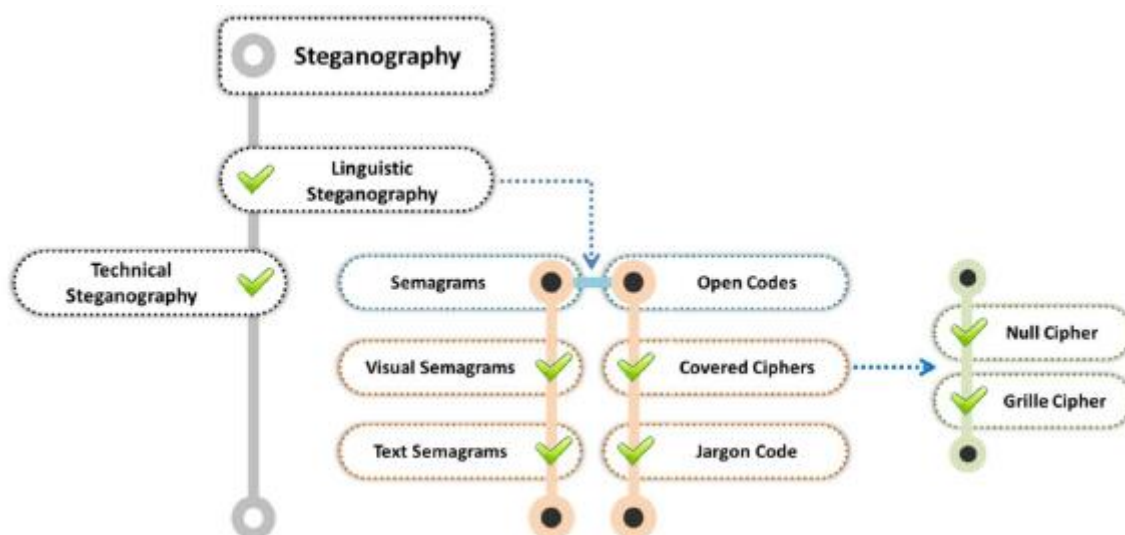 Steganography
Linguistic
Steganography
Technical
Steganography
Semagrams
Open Codes
Null Cipher
Visual Semagrams
Covered Ciphers
Grille Cipher
Text Semagrams
Jargon Code